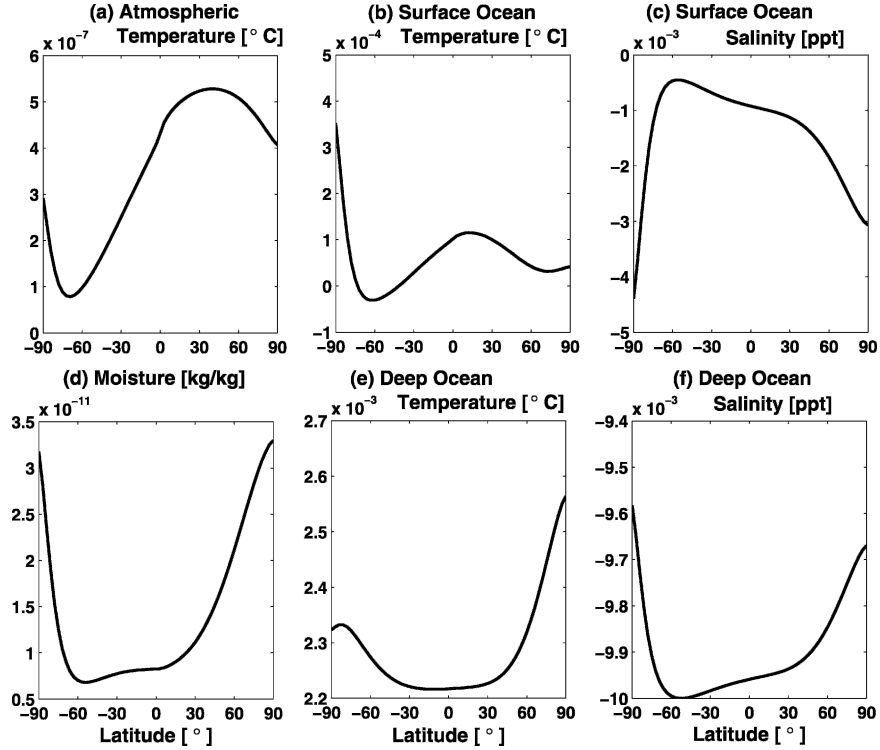 (a) Atmospheric (b) Surface Ocean (c) Surface Ocean
x 10⁻⁷ Temperature [° C] x 10⁻⁴ Temperature [° C] x 10⁻³ Salinity [ppt]
6 5 0
5 4 −1
4 3
3 2 −2
2 1 −3
1 0 −4
0 −1 −5
−90 −60 −30 0 30 60 90 −90 −60 −30 0 30 60 90 −90 −60 −30 0 30 60 90
(d) Moisture [kg/kg] (e) Deep Ocean (f) Deep Ocean
x 10⁻¹¹ Temperature [° C] x 10⁻³ Salinity [ppt] x 10⁻³
3.5 2.7 −9.4
3 2.6 −9.5
2.5 2.5 −9.6
2 2.4 −9.7
1.5 2.3 −9.8
1 −9.9
0.5 2.2 −10
−90 −60 −30 0 30 60 90 −90 −60 −30 0 30 60 90 −90 −60 −30 0 30 60 90
Latitude [ ° ] Latitude [ ° ] Latitude [ ° ]